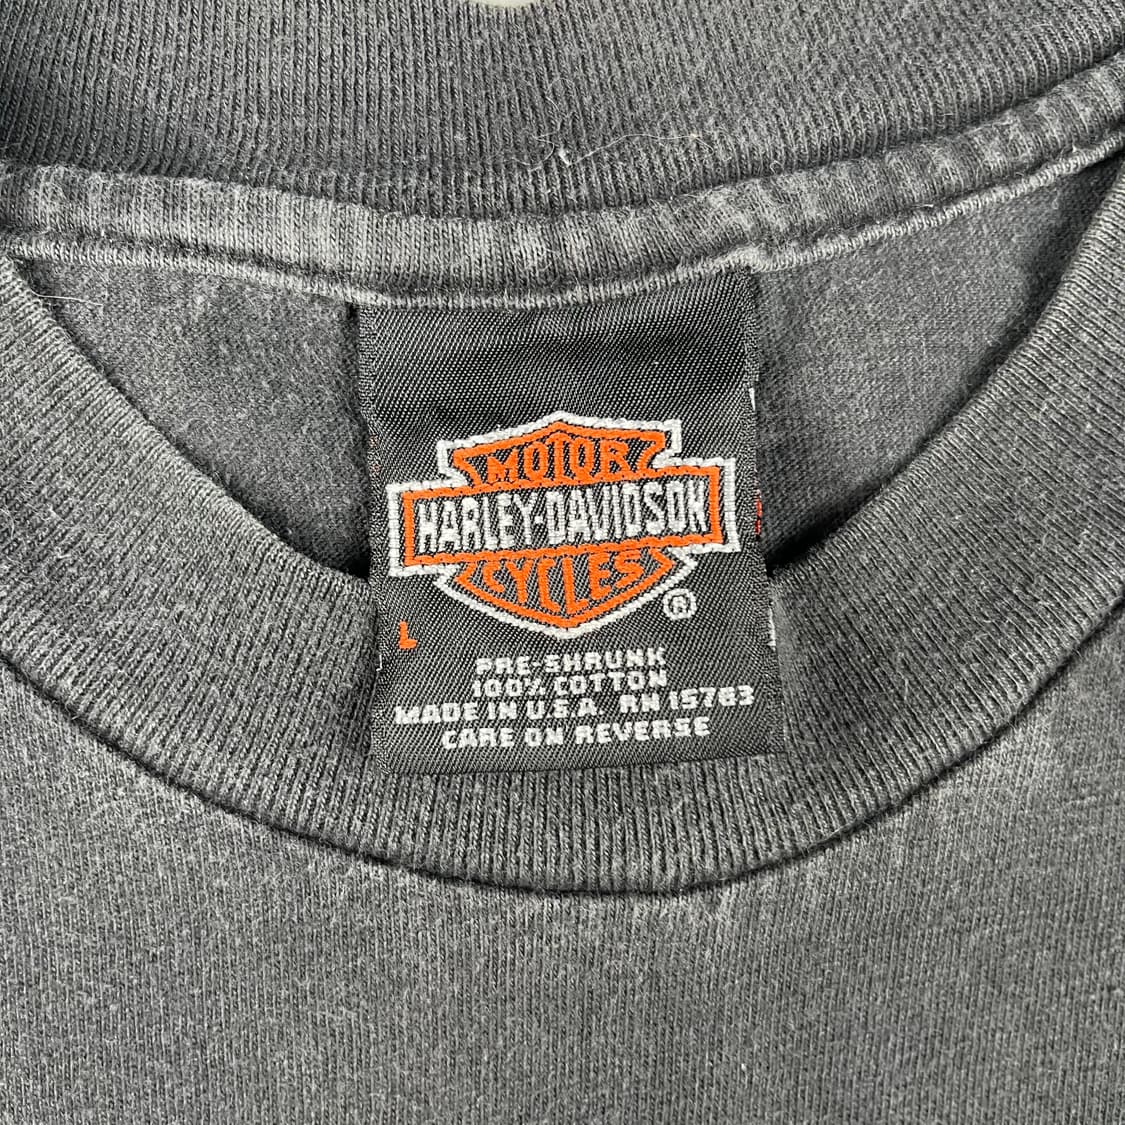 MOTOR
HARLEY-DAVIDSON
CYCLES
®
L
PRE-SHRUNK
100% COTTON
MADE IN U.S.A. RN 15763
CARE ON REVERSE